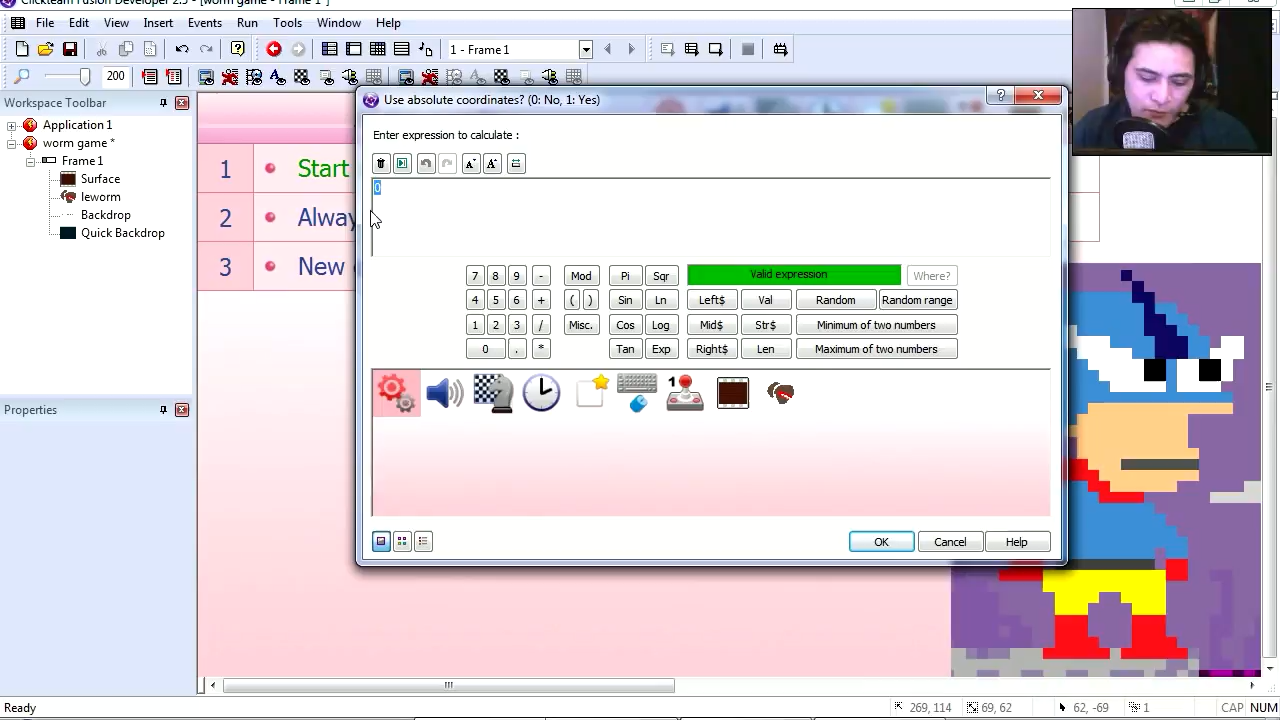 Clickteam Fusion Developer 2.5 - [worm game - Frame 1 ]
File Edit View Insert Events Run Tools Window Help
1 - Frame1
200
Workspace Toolbar
Application 1
worm game *
Frame1
Surface
leworm
Backdrop
Quick Backdrop
Properties
1 Start
2 Alway
3 New
Use absolute coordinates? (0: No, 1: Yes)
Enter expression to calculate :
0
7 8 9 - Mod Pi Sqr Valid expression Where?
4 5 6 + ( ) Sin Ln Left$ Val Random Random range
1 2 3 / Misc. Cos Log Mid$ Str$ Minimum of two numbers
0 . * Tan Exp Right$ Len Maximum of two numbers
1
OK Cancel Help
Ready 269, 114 69, 62 62, -69 1 CAP NUM